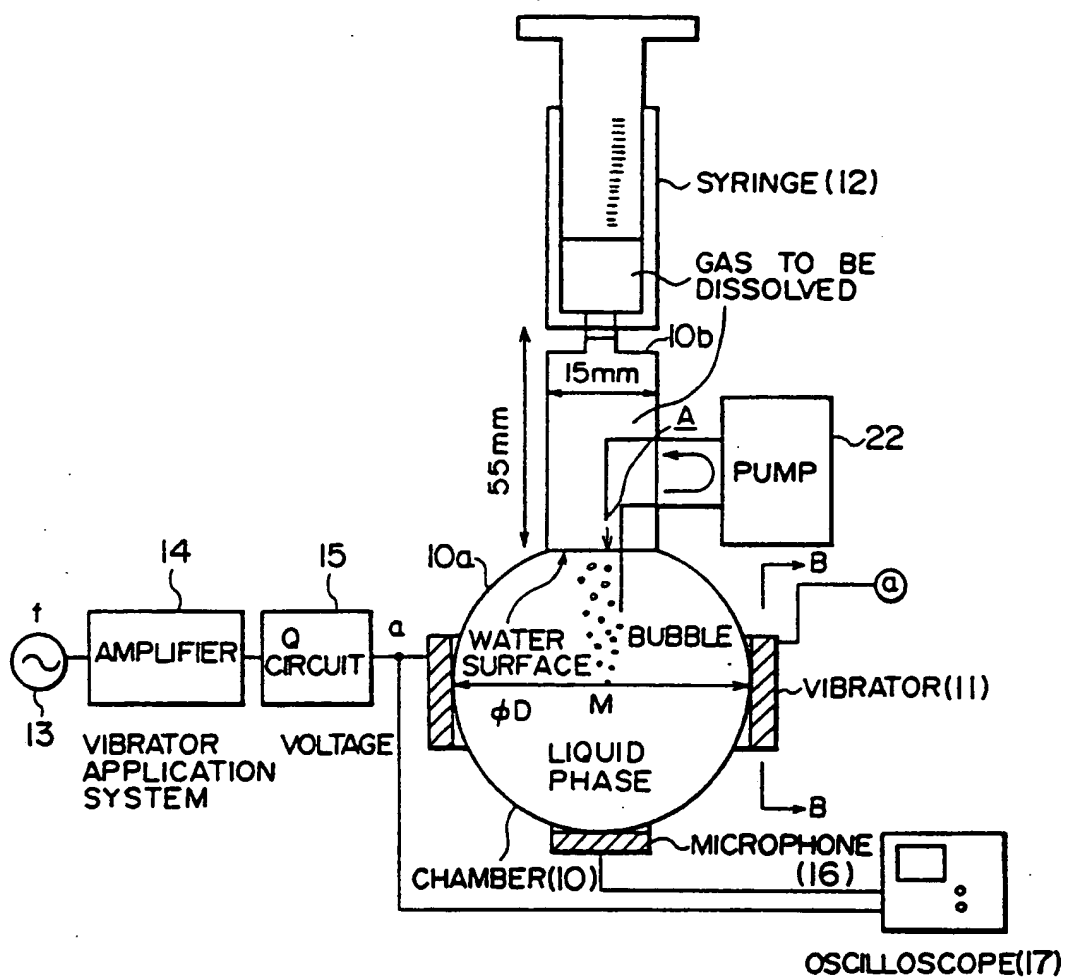 SYRINGE(12)
GAS TO BE
DISSOLVED
10b
15mm
A
22
55mm
PUMP
14
15
10a
B
a
f
a
AMPLIFIER
Q
CIRCUIT
WATER
SURFACE
BUBBLE
VIBRATOR(11)
13
φD
M
VIBRATOR
APPLICATION
SYSTEM
VOLTAGE
LIQUID
PHASE
B
MICROPHONE
(16)
CHAMBER(10)
OSCILLOSCOPE(17)